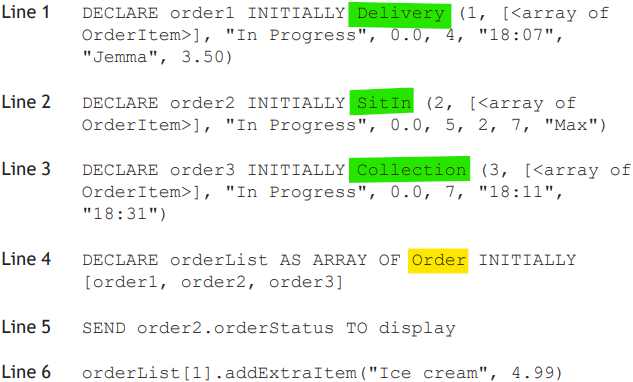 Line 1 DECLARE order1 INITIALLY Delivery (1, [<array of
OrderItem>], "In Progress", 0.0, 4, "18:07",
"Jemma", 3.50)
Line 2 DECLARE order2 INITIALLY SitIn (2, [<array of
OrderItem>], "In Progress", 0.0, 5, 2, 7, "Max")
Line 3 DECLARE order3 INITIALLY Collection (3, [<array of
OrderItem>], "In Progress", 0.0, 7, "18:11",
"18:31")
Line 4 DECLARE orderList AS ARRAY OF Order INITIALLY
[order1, order2, order3]
Line 5 SEND order2.orderStatus TO display
Line 6 orderList[1].addExtraItem("Ice cream", 4.99)